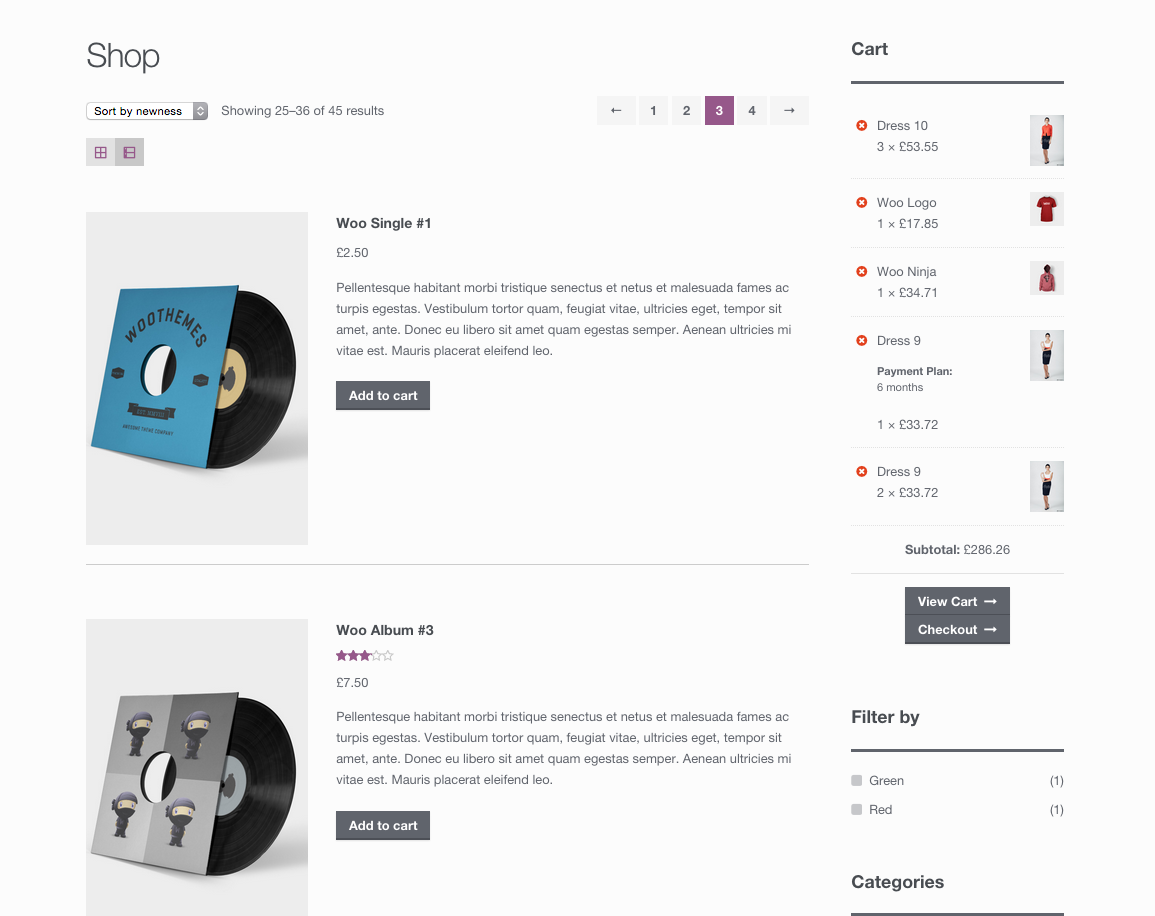 Shop
Sort by newness
Showing 25–36 of 45 results
← 1 2 3 4 →
Woo Single #1
£2.50
Pellentesque habitant morbi tristique senectus et netus et malesuada fames ac
turpis egestas. Vestibulum tortor quam, feugiat vitae, ultricies eget, tempor sit
amet, ante. Donec eu libero sit amet quam egestas semper. Aenean ultricies mi
vitae est. Mauris placerat eleifend leo.
Add to cart
WOOTHEMES
AWESOME THEME COMPANY
Woo Album #3
£7.50
Pellentesque habitant morbi tristique senectus et netus et malesuada fames ac
turpis egestas. Vestibulum tortor quam, feugiat vitae, ultricies eget, tempor sit
amet, ante. Donec eu libero sit amet quam egestas semper. Aenean ultricies mi
vitae est. Mauris placerat eleifend leo.
Add to cart
Cart
Dress 10
3 × £53.55
Woo Logo
1 × £17.85
Woo Ninja
1 × £34.71
Dress 9
Payment Plan:
6 months
1 × £33.72
Dress 9
2 × £33.72
Subtotal: £286.26
View Cart →
Checkout →
Filter by
Green (1)
Red (1)
Categories